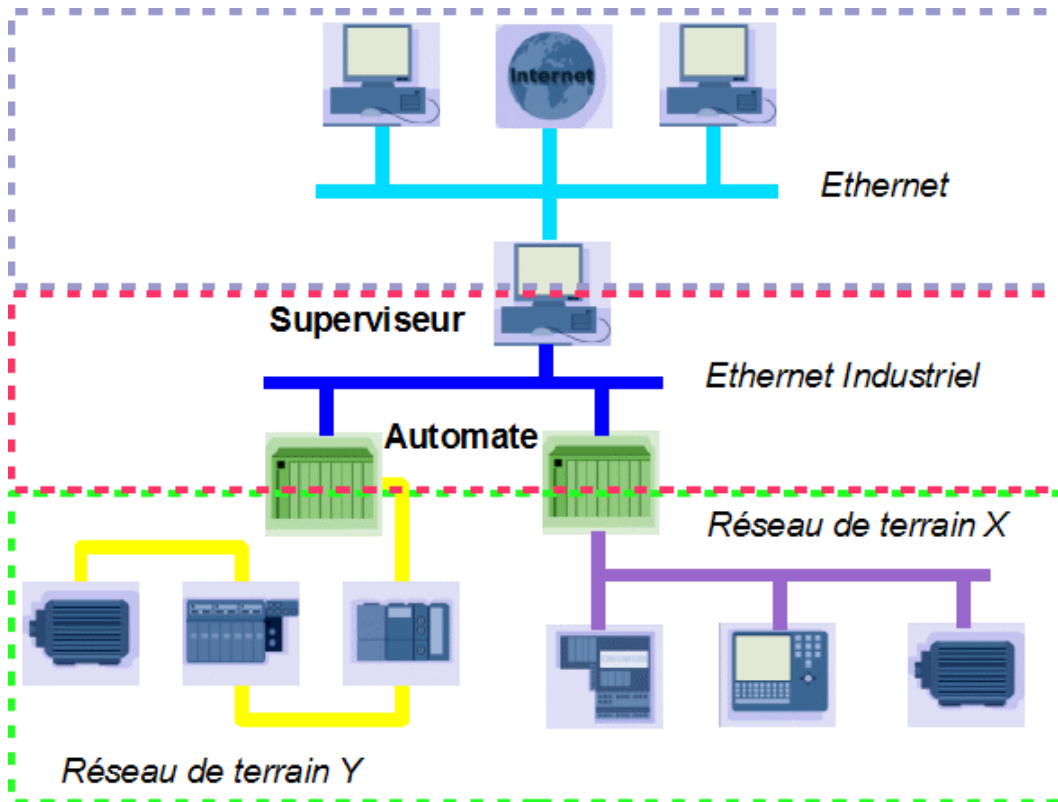 Internet
Ethernet
Superviseur
Ethernet Industriel
Automate
Réseau de terrain X
Réseau de terrain Y